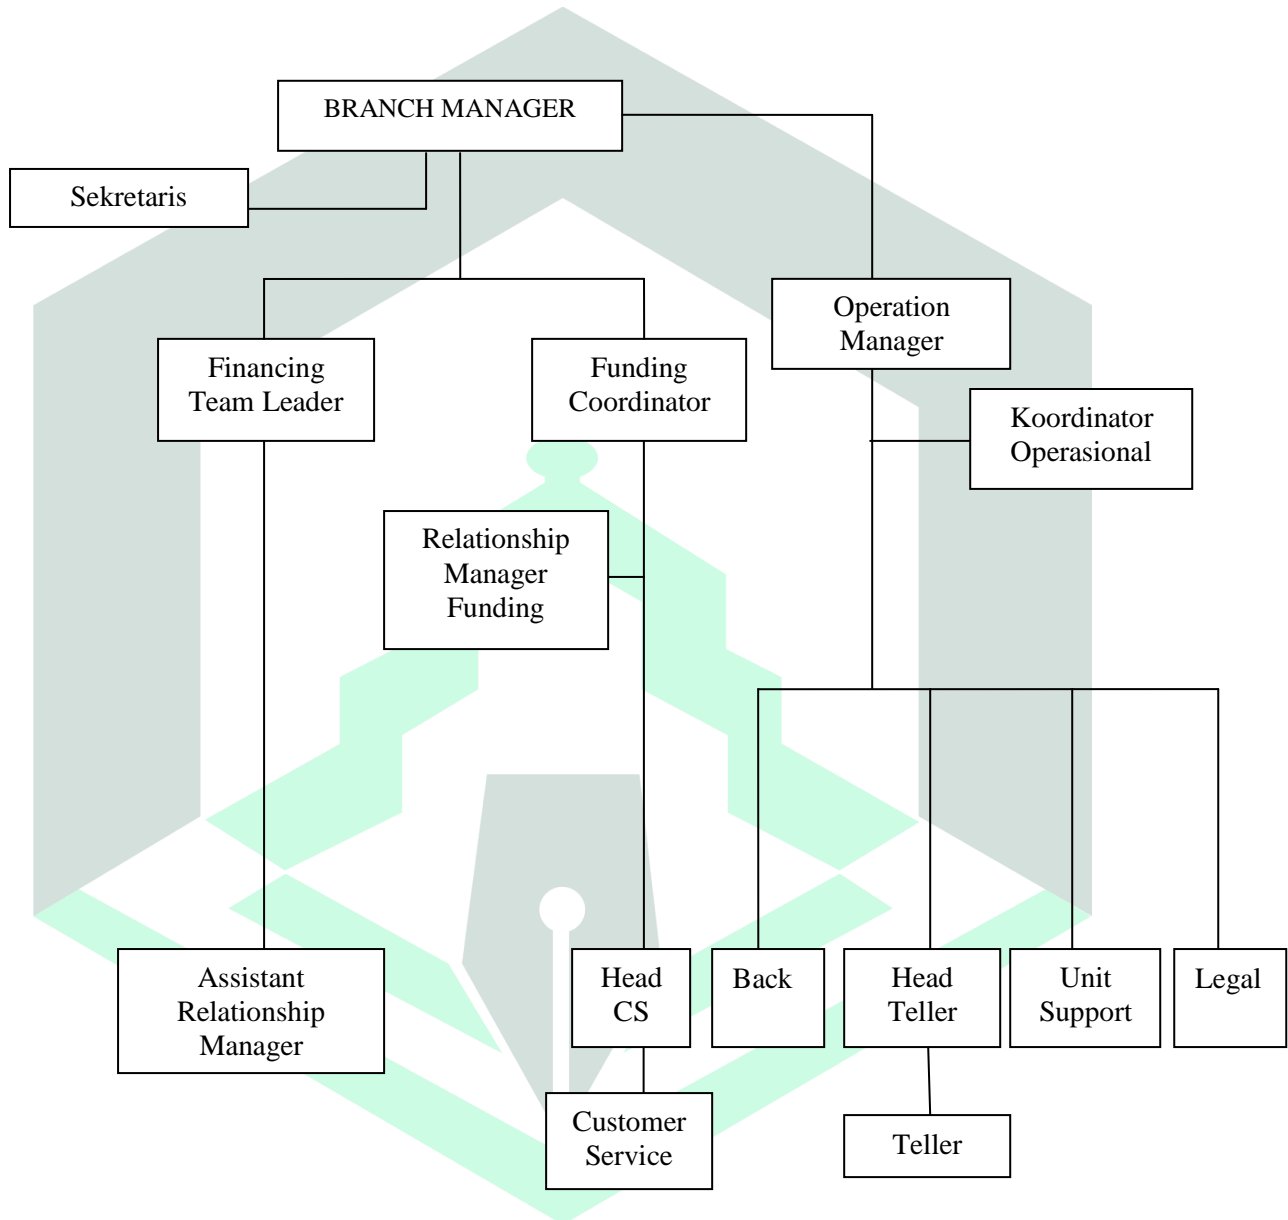 BRANCH MANAGER
Sekretaris
Operation
Manager
Financing
Team Leader
Funding
Coordinator
Koordinator
Operasional
Relationship
Manager
Funding
Assistant
Relationship
Manager
Head
CS
Back
Head
Teller
Unit
Support
Legal
Customer
Service
Teller